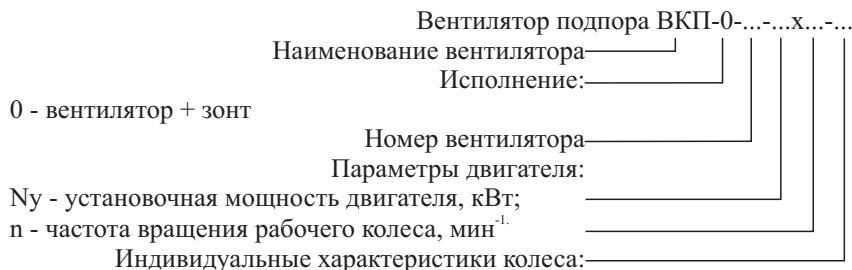 Вентилятор подпора ВКП-0-...-...х...-...
Наименование вентилятора
Исполнение:
0 - вентилятор + зонт
Номер вентилятора
Параметры двигателя:
Nу - установочная мощность двигателя, кВт;
n - частота вращения рабочего колеса, мин⁻¹.
Индивидуальные характеристики колеса: